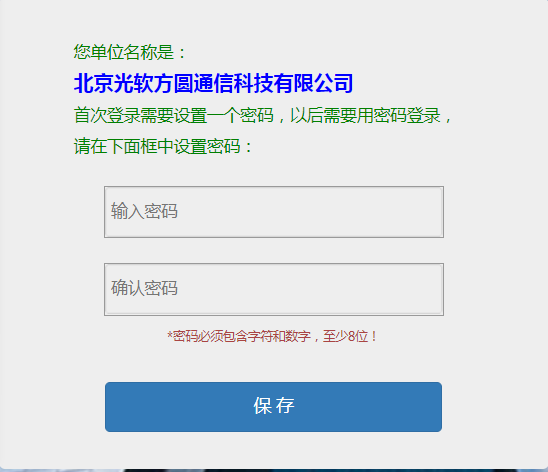 您单位名称是：
北京光钦方圆通信科技有限公司
首次登录需要设置一个密码，以后需要用密码登录，
请在下面框中设置密码：
输入密码
确认密码
*密码必须包含字符和数字，至少8位！
保 存